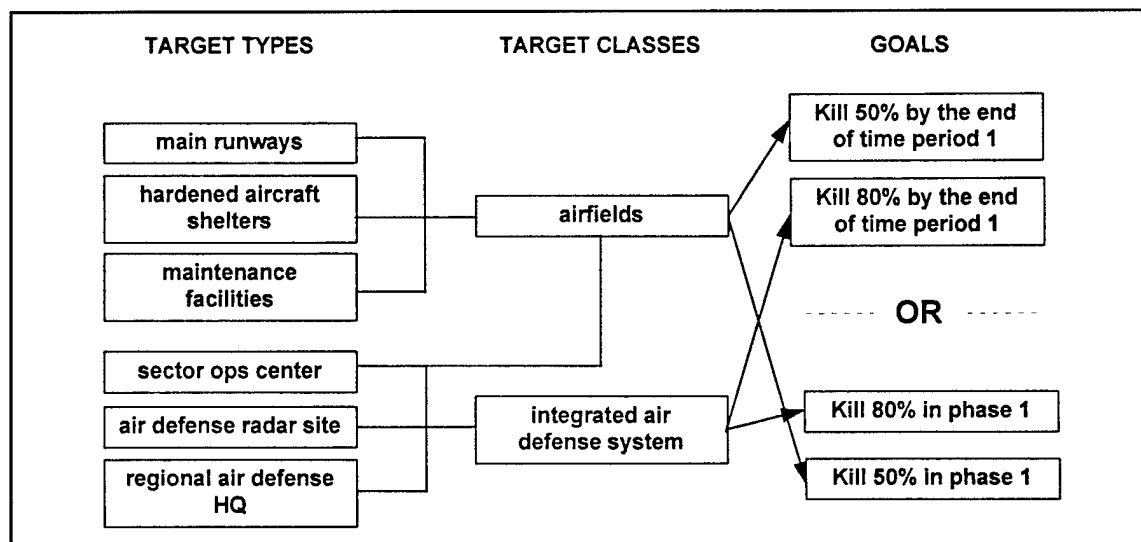 TARGET TYPES
TARGET CLASSES
GOALS
main runways
hardened aircraft
shelters
maintenance
facilities
sector ops center
air defense radar site
regional air defense
HQ
airfields
integrated air
defense system
Kill 50% by the end
of time period 1
Kill 80% by the end
of time period 1
OR
Kill 80% in phase 1
Kill 50% in phase 1